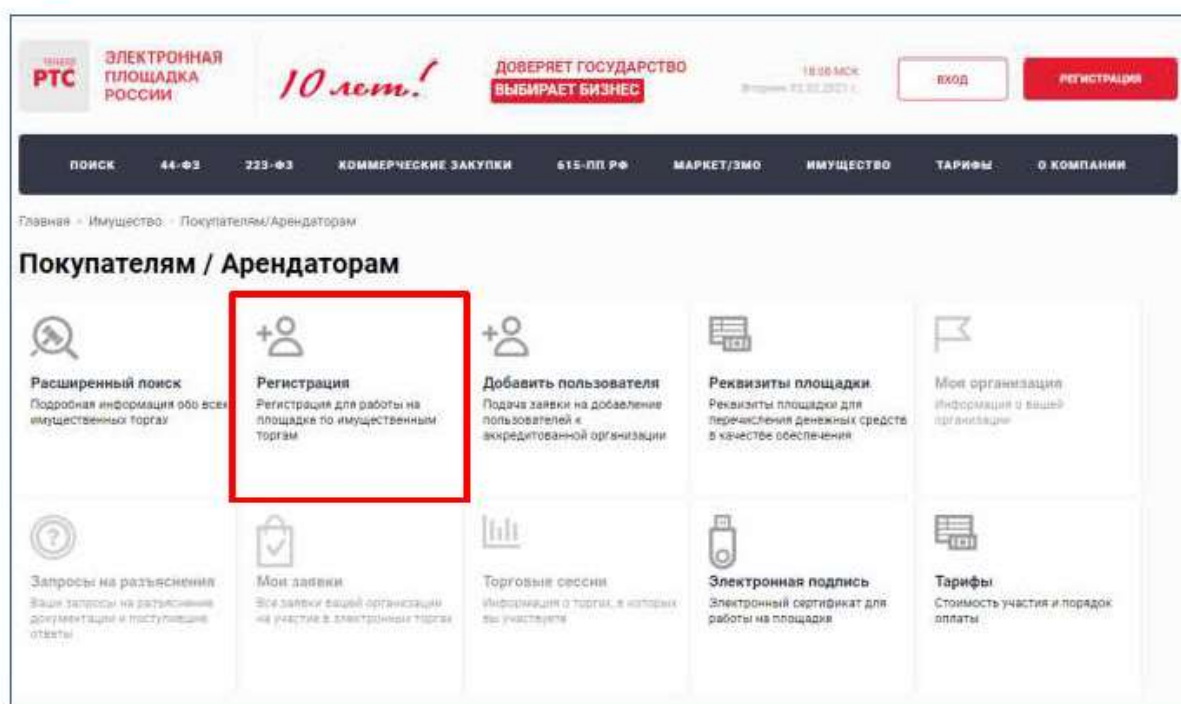 тендер
РТС
ЭЛЕКТРОННАЯ
ПЛОЩАДКА
РОССИИ
10 лет!
ДОВЕРЯЕТ ГОСУДАРСТВО
ВЫБИРАЕТ БИЗНЕС
18:08 МСК
ВХОД
РЕГИСТРАЦИЯ
ПОИСК 44-ФЗ 223-ФЗ КОММЕРЧЕСКИЕ ЗАКУПКИ 615-ПП РФ МАРКЕТ/ЗМО ИМУЩЕСТВО ТАРИФЫ О КОМПАНИИ
Главная - Имущество - Покупателям/Арендаторам
Покупателям / Арендаторам
Расширенный поиск
Подробная информация обо всех
имущественных торгах
Регистрация
Регистрация для работы на
площадке по имущественным
торгам
Добавить пользователя
Подача заявки на добавление
пользователей к
аккредитованной организации
Реквизиты площадки
Реквизиты площадки для
перечисления денежных средств
в качестве обеспечения
Моя организация
Информация о вашей
организации
Запросы на разъяснения
Ваши запросы на разъяснение
документации и поступившие
ответы
Мои заявки
Все заявки вашей организации
на участие в электронных торгах
Торговые сессии
Информация о торгах, в которых
вы участвуете
Электронная подпись
Электронный сертификат для
работы на площадке
Тарифы
Стоимость участия и порядок
оплаты